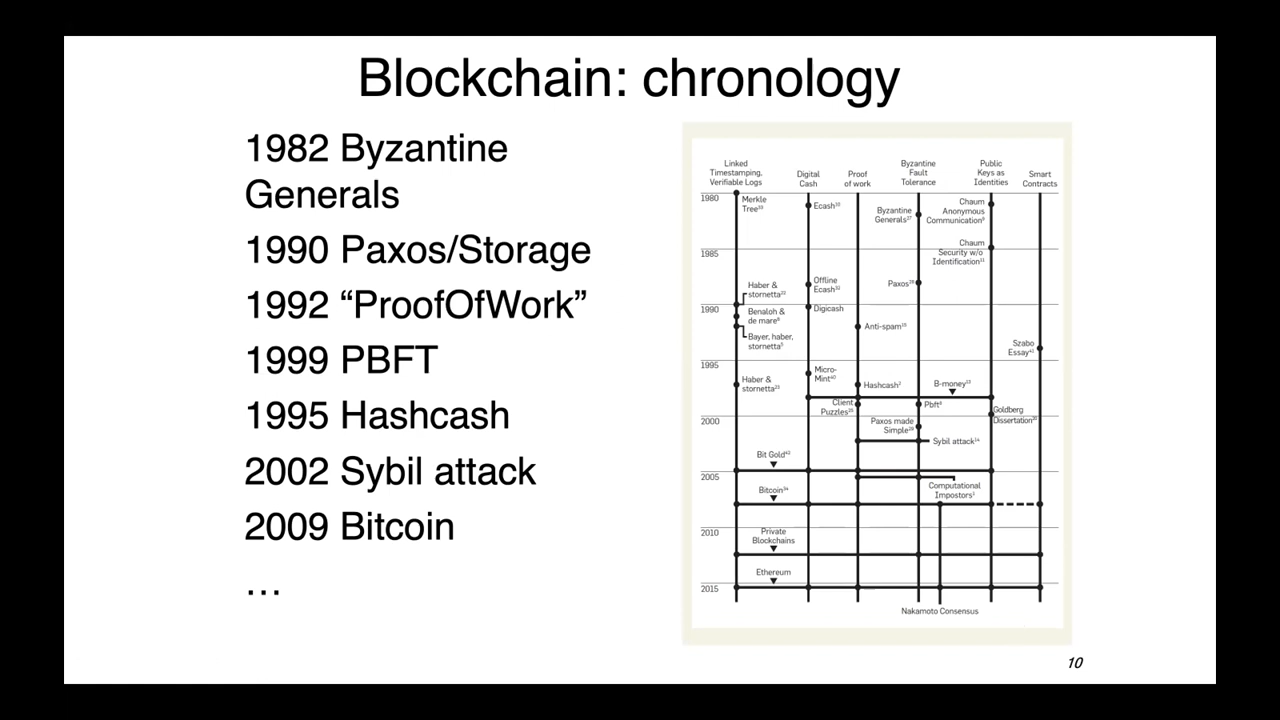 Blockchain: chronology
1982 Byzantine
Generals
1990 Paxos/Storage
1992 “ProofOfWork”
1999 PBFT
1995 Hashcash
2002 Sybil attack
2009 Bitcoin
…
Linked
Timestamping,
Verifiable Logs
Digital
Cash
Proof
of work
Byzantine
Fault
Tolerance
Public
Keys as
Identities
Smart
Contracts
1980
Merkle
Tree
Ecash
Byzantine
Generals
Chaum
Anonymous
Communication
1985
Chaum
Security w/o
Identification
Haber &
stornetta
Offline
Ecash
Paxos
1990
Benaloh &
de mare
Digicash
Bayer, haber,
stornetta
Anti-spam
Szabo
Essay
1995
Haber &
stornetta
Micro-
Mint
Hashcash
B-money
Client
Puzzles
Pbft
Goldberg
Dissertation
2000
Paxos made
Simple
Sybil attack
Bit Gold
2005
Bitcoin
Computational
Impostors
2010
Private
Blockchains
Ethereum
2015
Nakamoto Consensus
10